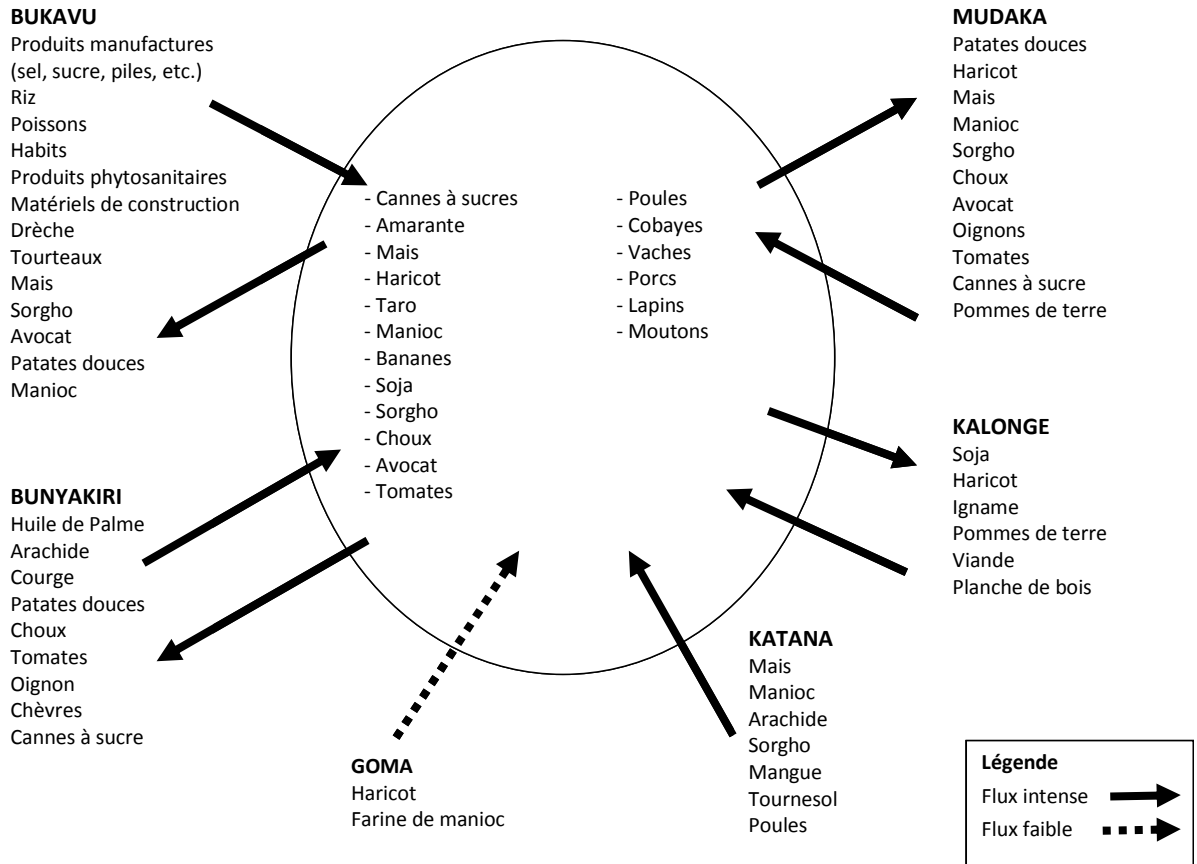 BUKAVU
Produits manufactures
(sel, sucre, piles, etc.)
Riz
Poissons
Habits
Produits phytosanitaires
Matériels de construction
Drèche
Tourteaux
Mais
Sorgho
Avocat
Patates douces
Manioc
BUNYAKIRI
Huile de Palme
Arachide
Courge
Patates douces
Choux
Tomates
Oignon
Chèvres
Cannes à sucre
- Cannes à sucres
- Amarante
- Mais
- Haricot
- Taro
- Manioc
- Bananes
- Soja
- Sorgho
- Choux
- Avocat
- Tomates
- Poules
- Cobayes
- Vaches
- Porcs
- Lapins
- Moutons
GOMA
Haricot
Farine de manioc
MUDAKA
Patates douces
Haricot
Mais
Manioc
Sorgho
Choux
Avocat
Oignons
Tomates
Cannes à sucre
Pommes de terre
KALONGE
Soja
Haricot
Igname
Pommes de terre
Viande
Planche de bois
KATANA
Mais
Manioc
Arachide
Sorgho
Mangue
Tournesol
Poules
Légende
Flux intense
Flux faible